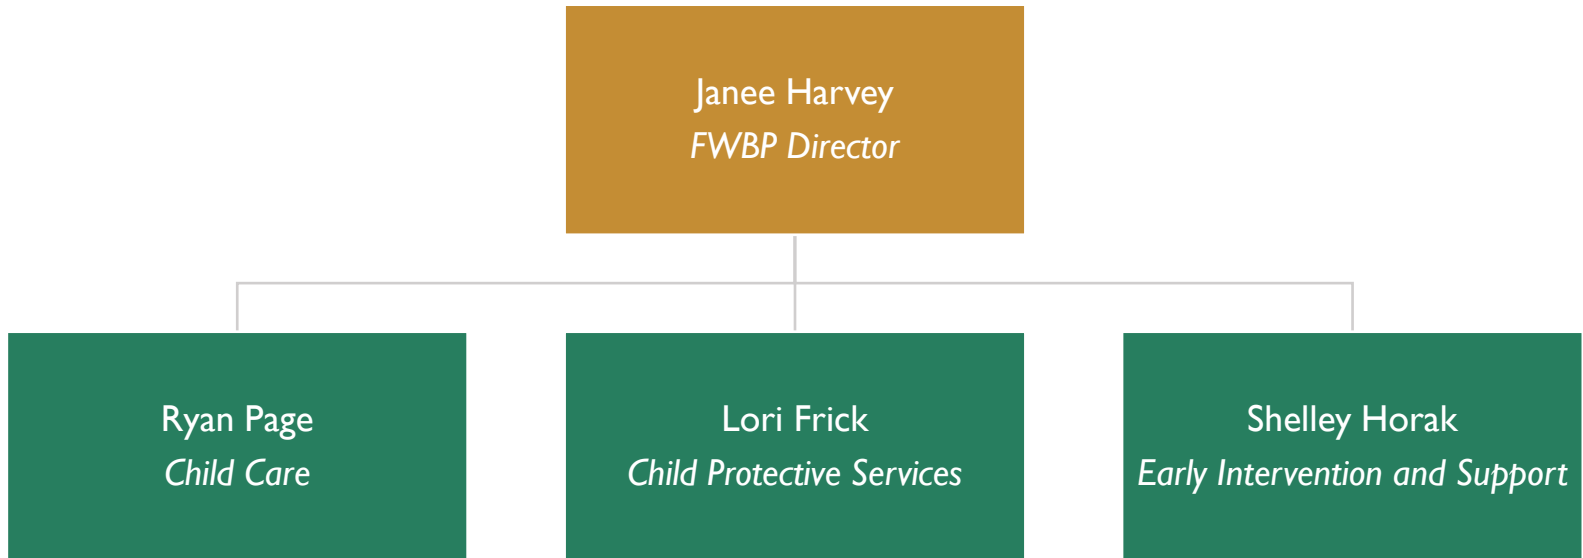 Janee Harvey
FWBP Director
Ryan Page
Child Care
Lori Frick
Child Protective Services
Shelley Horak
Early Intervention and Support